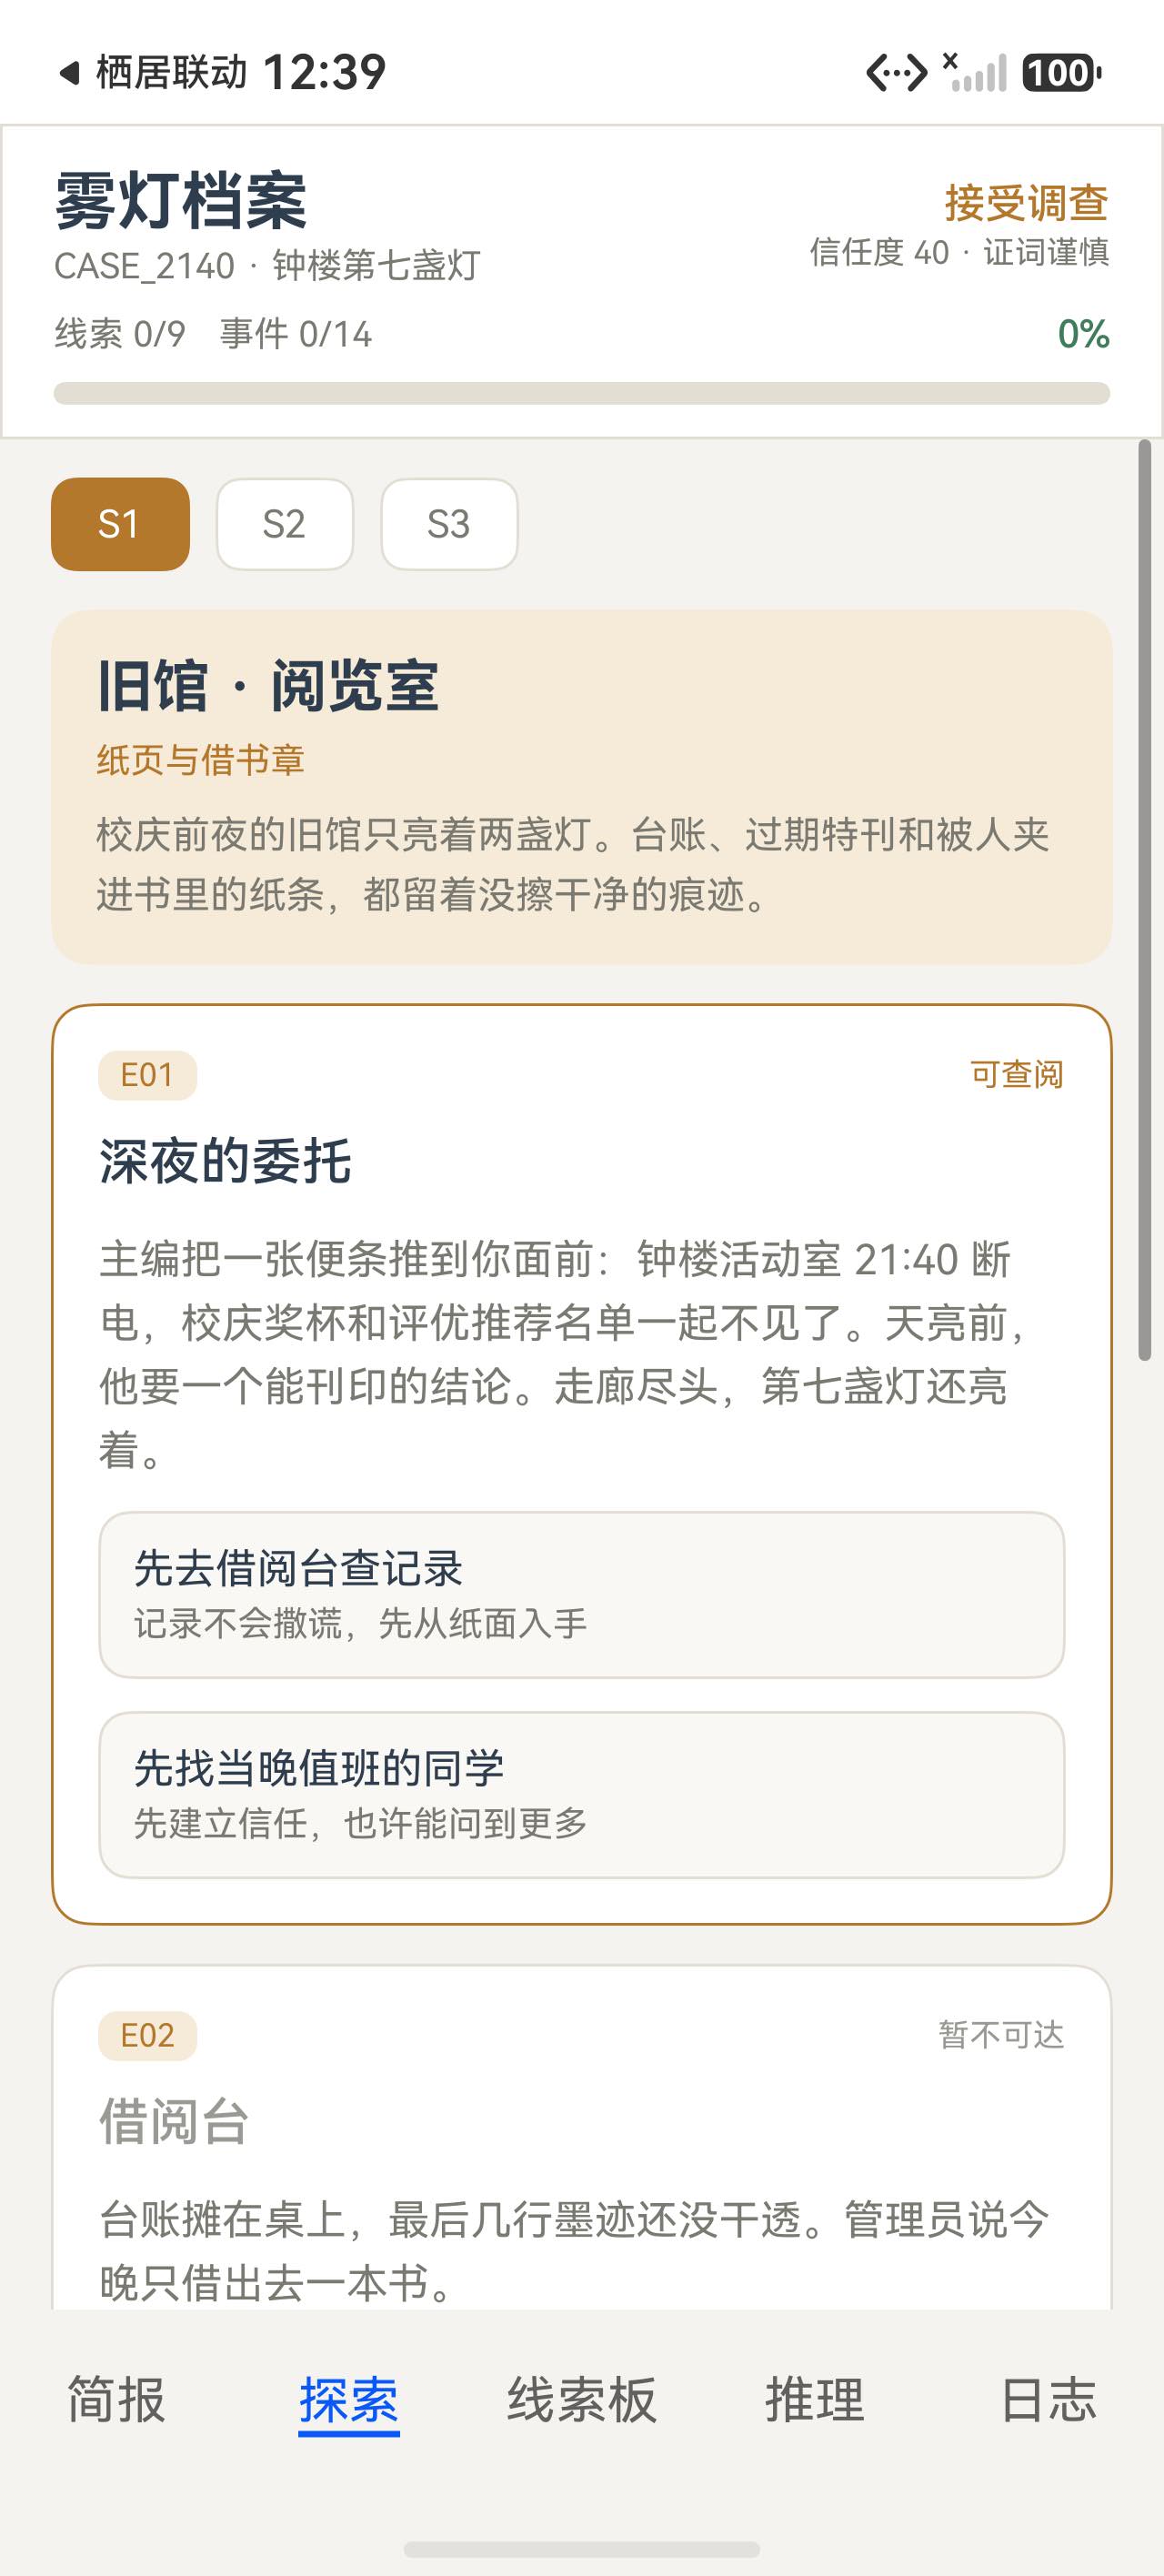 栖居联动 12:39
100
雾灯档案
接受调查
CASE_2140 · 钟楼第七盏灯
信任度 40 · 证词谨慎
线索 0/9 事件 0/14
0%
S1 S2 S3
旧馆 · 阅览室
纸页与借书章
校庆前夜的旧馆只亮着两盏灯。台账、过期特刊和被人夹
进书里的纸条，都留着没擦干净的痕迹。
E01
可查阅
深夜的委托
主编把一张便条推到你面前：钟楼活动室 21:40 断
电，校庆奖杯和评优推荐名单一起不见了。天亮前，
他要一个能刊印的结论。走廊尽头，第七盏灯还亮
着。
先去借阅台查记录
记录不会撒谎，先从纸面入手
先找当晚值班的同学
先建立信任，也许能问到更多
E02
暂不可达
借阅台
台账摊在桌上，最后几行墨迹还没干透。管理员说今
晚只借出去一本书。
简报 探索 线索板 推理 日志